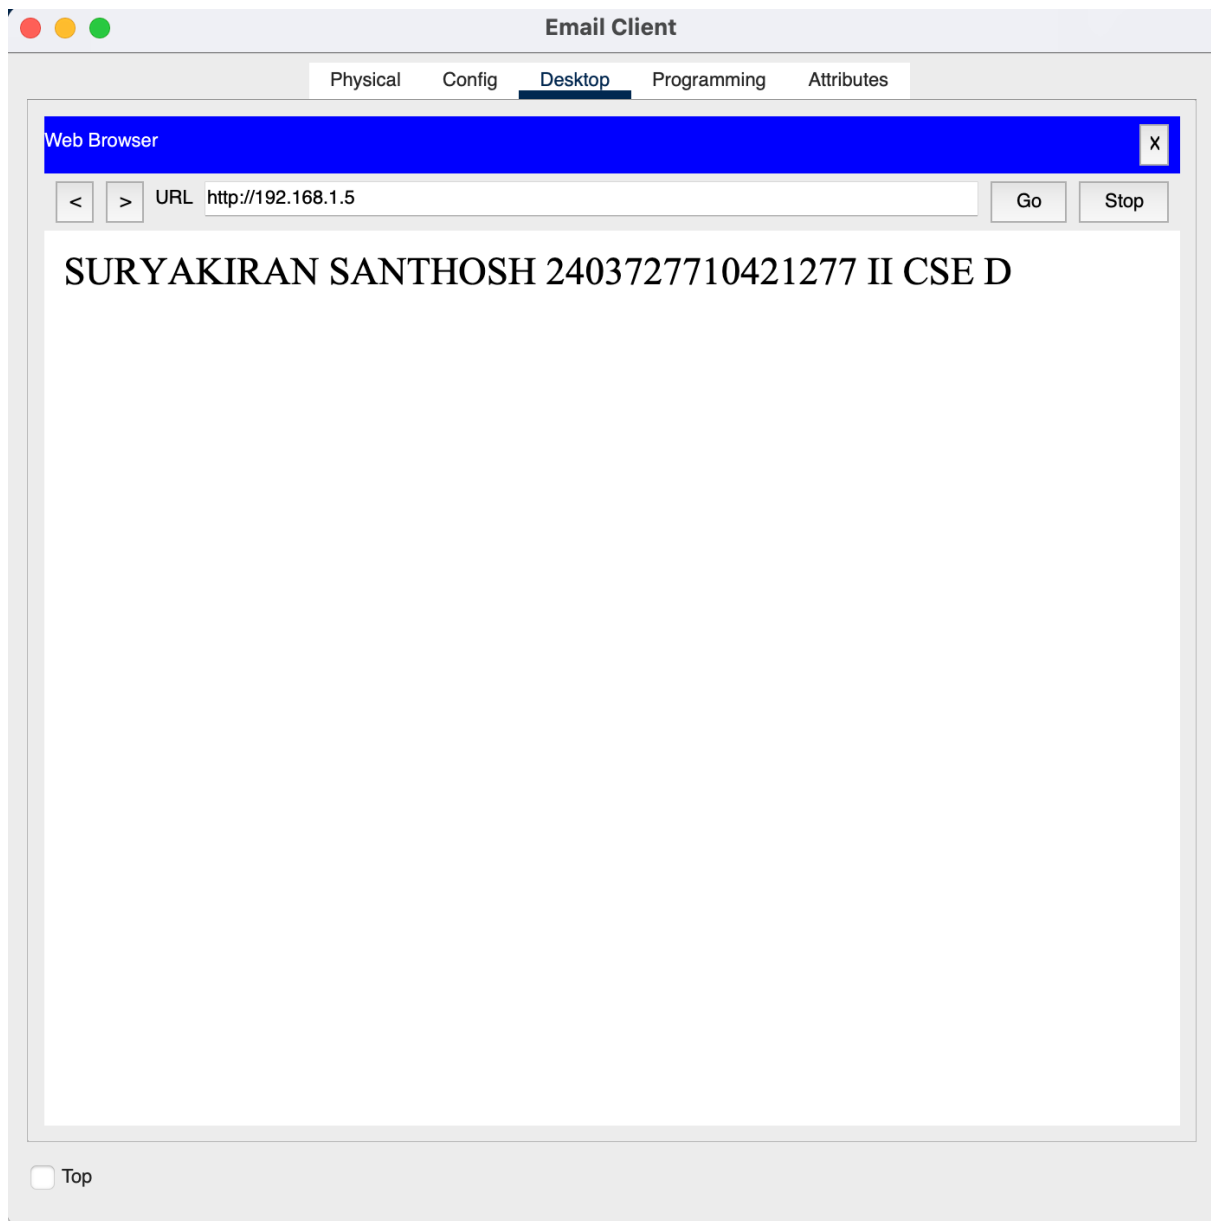 Email Client
Physical Config Desktop Programming Attributes
Web Browser X
< > URL http://192.168.1.5 Go Stop
SURYAKIRAN SANTHOSH 2403727710421277 II CSE D
Top